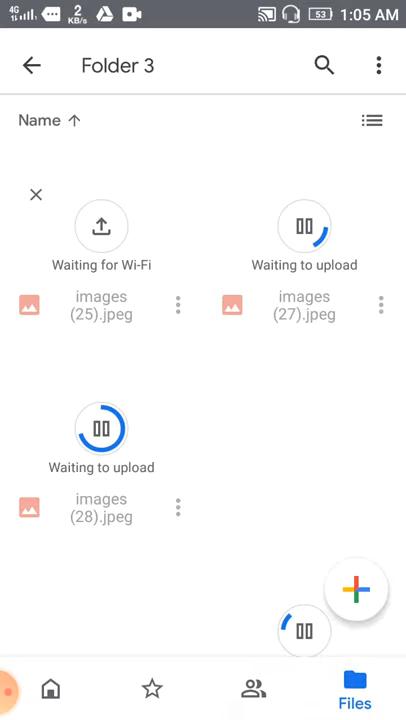 4G
2
KB/s
53
1:05 AM
Folder 3
Name
Waiting for Wi-Fi
Waiting to upload
images
(25).jpeg
images
(27).jpeg
Waiting to upload
images
(28).jpeg
Files